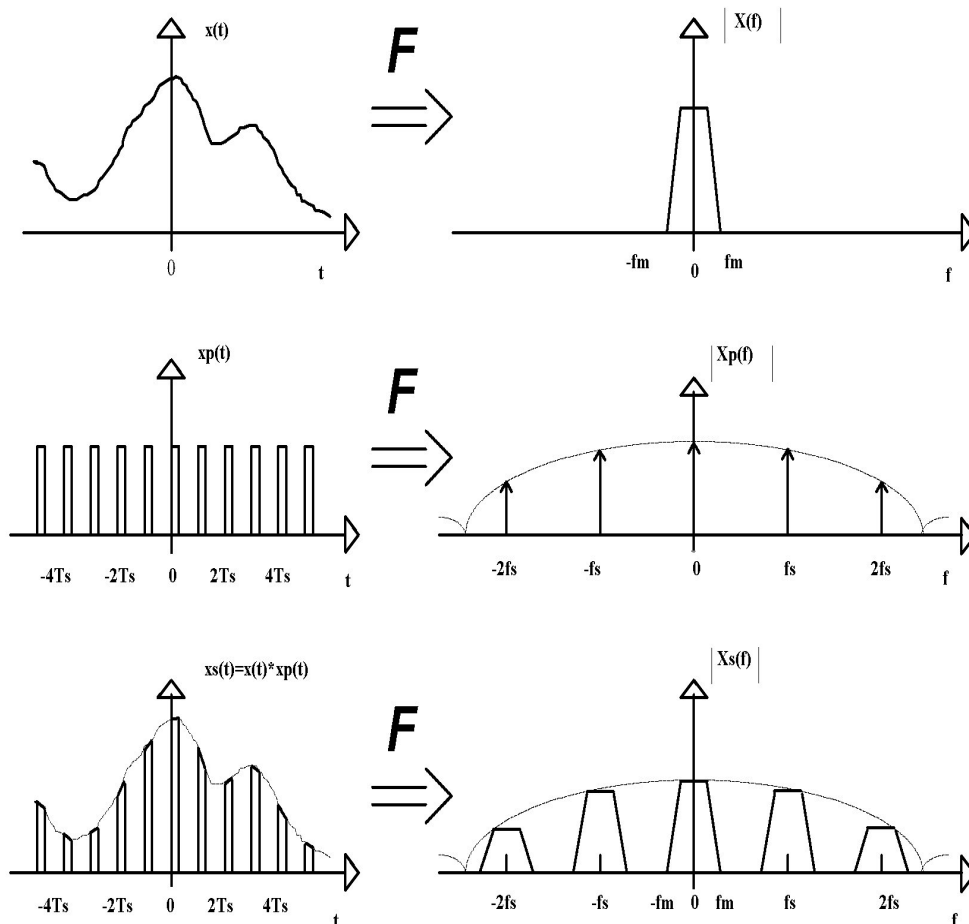 x(t)
F
| X(f) |
0
t
-fm 0 fm
f
xp(t)
F
| Xp(f) |
-4Ts -2Ts 0 2Ts 4Ts
t
-2fs -fs 0 fs 2fs
f
xs(t)=x(t)*xp(t)
F
| Xs(f) |
-4Ts -2Ts 0 2Ts 4Ts
t
-2fs -fs -fm 0 fm fs 2fs
f